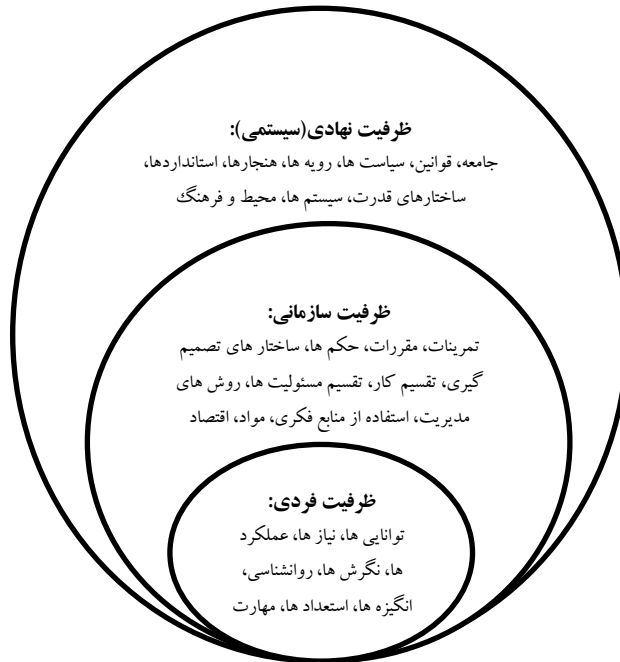 ظرفیت نهادی(سیستمی):
جامعه، قوانین، سیاست ها، رویه ها، هنجارها، استانداردها،
ساختارهای قدرت، سیستم ها، محیط و فرهنگ
ظرفیت سازمانی:
تمرینات، مقررات، حکم ها، ساختار های تصمیم
گیری، تقسیم کار، تقسیم مسئولیت ها، روش های
مدیریت، استفاده از منابع فکری، مواد، اقتصاد
ظرفیت فردی:
توانایی ها، نیاز ها، عملکرد
ها، نگرش ها، روانشناسی،
انگیزه ها، استعداد ها، مهارت